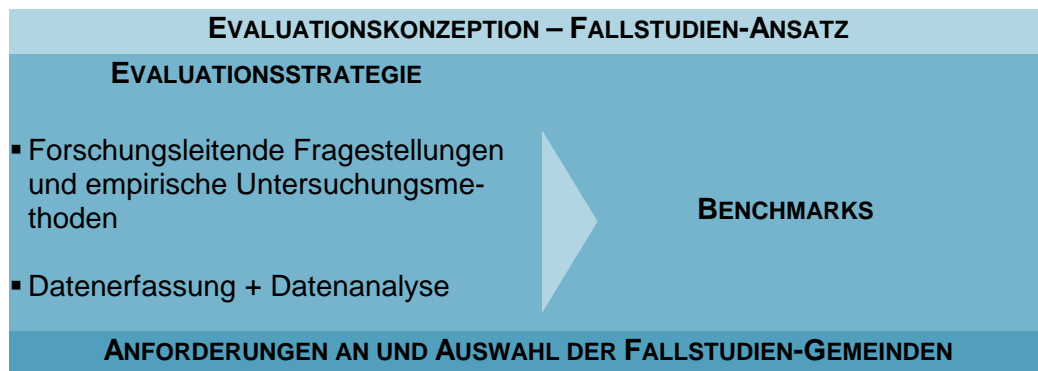 EVALUATIONSKONZEPTION – FALLSTUDIEN-ANSATZ
EVALUATIONSSTRATEGIE
▪ Forschungsleitende Fragestellungen
und empirische Untersuchungsme-
thoden
BENCHMARKS
▪ Datenerfassung + Datenanalyse
ANFORDERUNGEN AN UND AUSWAHL DER FALLSTUDIEN-GEMEINDEN